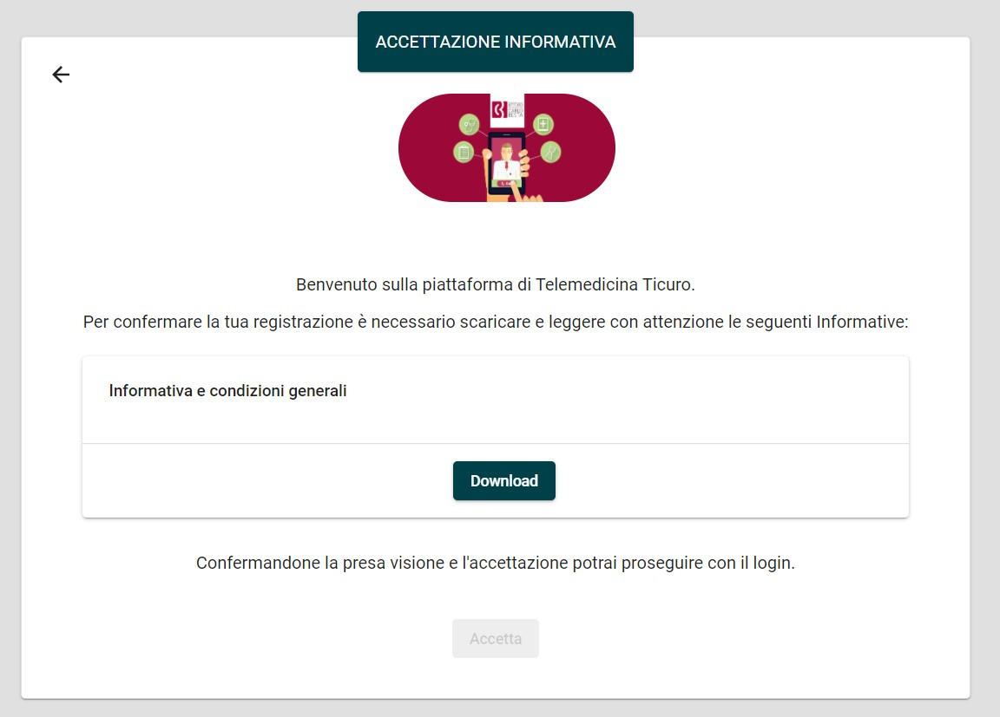 ACCETTAZIONE INFORMATIVA
Benvenuto sulla piattaforma di Telemedicina Ticuro.
Per confermare la tua registrazione è necessario scaricare e leggere con attenzione le seguenti Informative:
Informativa e condizioni generali
Download
Confermandone la presa visione e l'accettazione potrai proseguire con il login.
Accetta